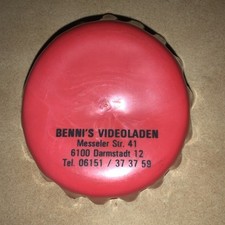 BENNI'S VIDEOLADEN
Messeler Str. 41
6100 Darmstadt 12
Tel. 06151 / 37 37 59